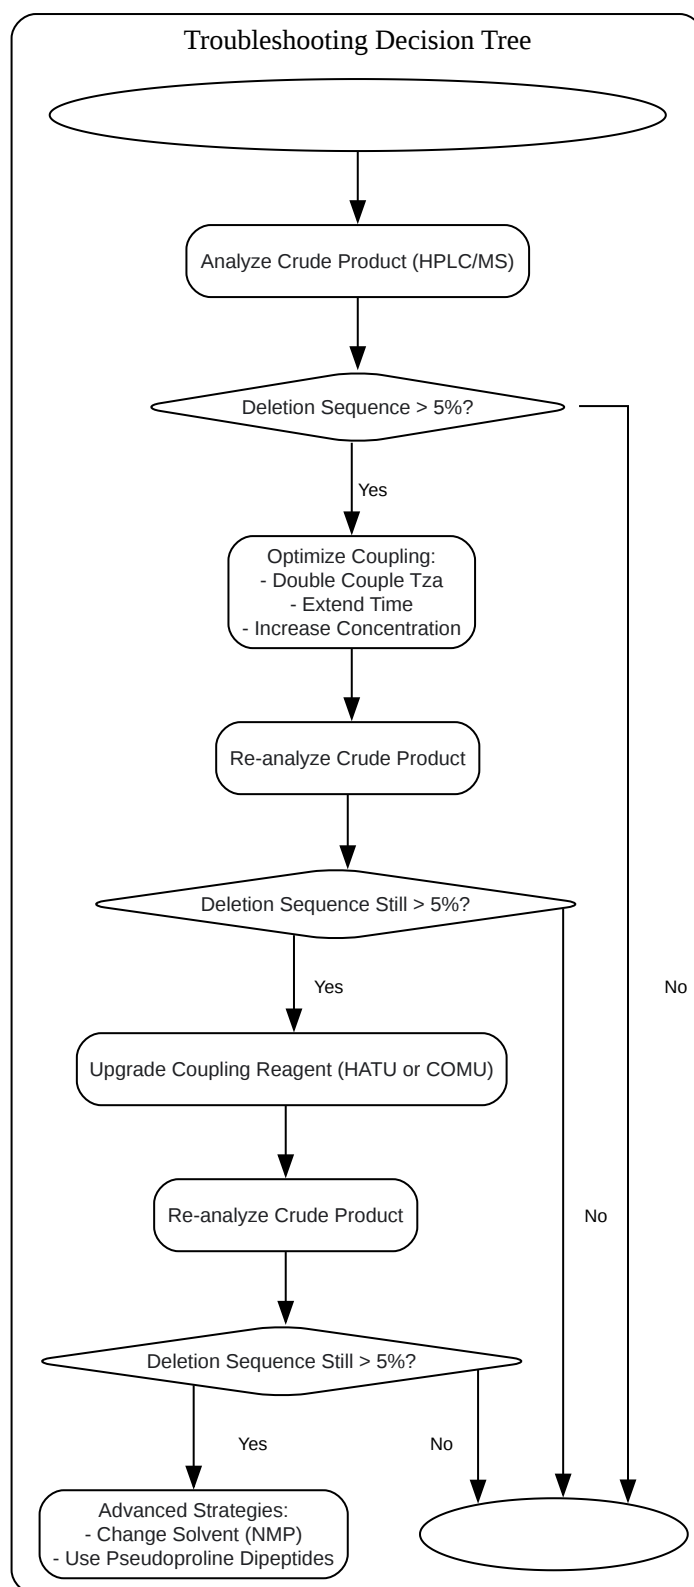 Troubleshooting Decision Tree
Analyze Crude Product (HPLC/MS)
Deletion Sequence > 5%?
Yes
Optimize Coupling:
- Double Couple Tza
- Extend Time
- Increase Concentration
Re-analyze Crude Product
Deletion Sequence Still > 5%?
Yes
No
Upgrade Coupling Reagent (HATU or COMU)
Re-analyze Crude Product
No
Deletion Sequence Still > 5%?
Yes
No
Advanced Strategies:
- Change Solvent (NMP)
- Use Pseudoproline Dipeptides